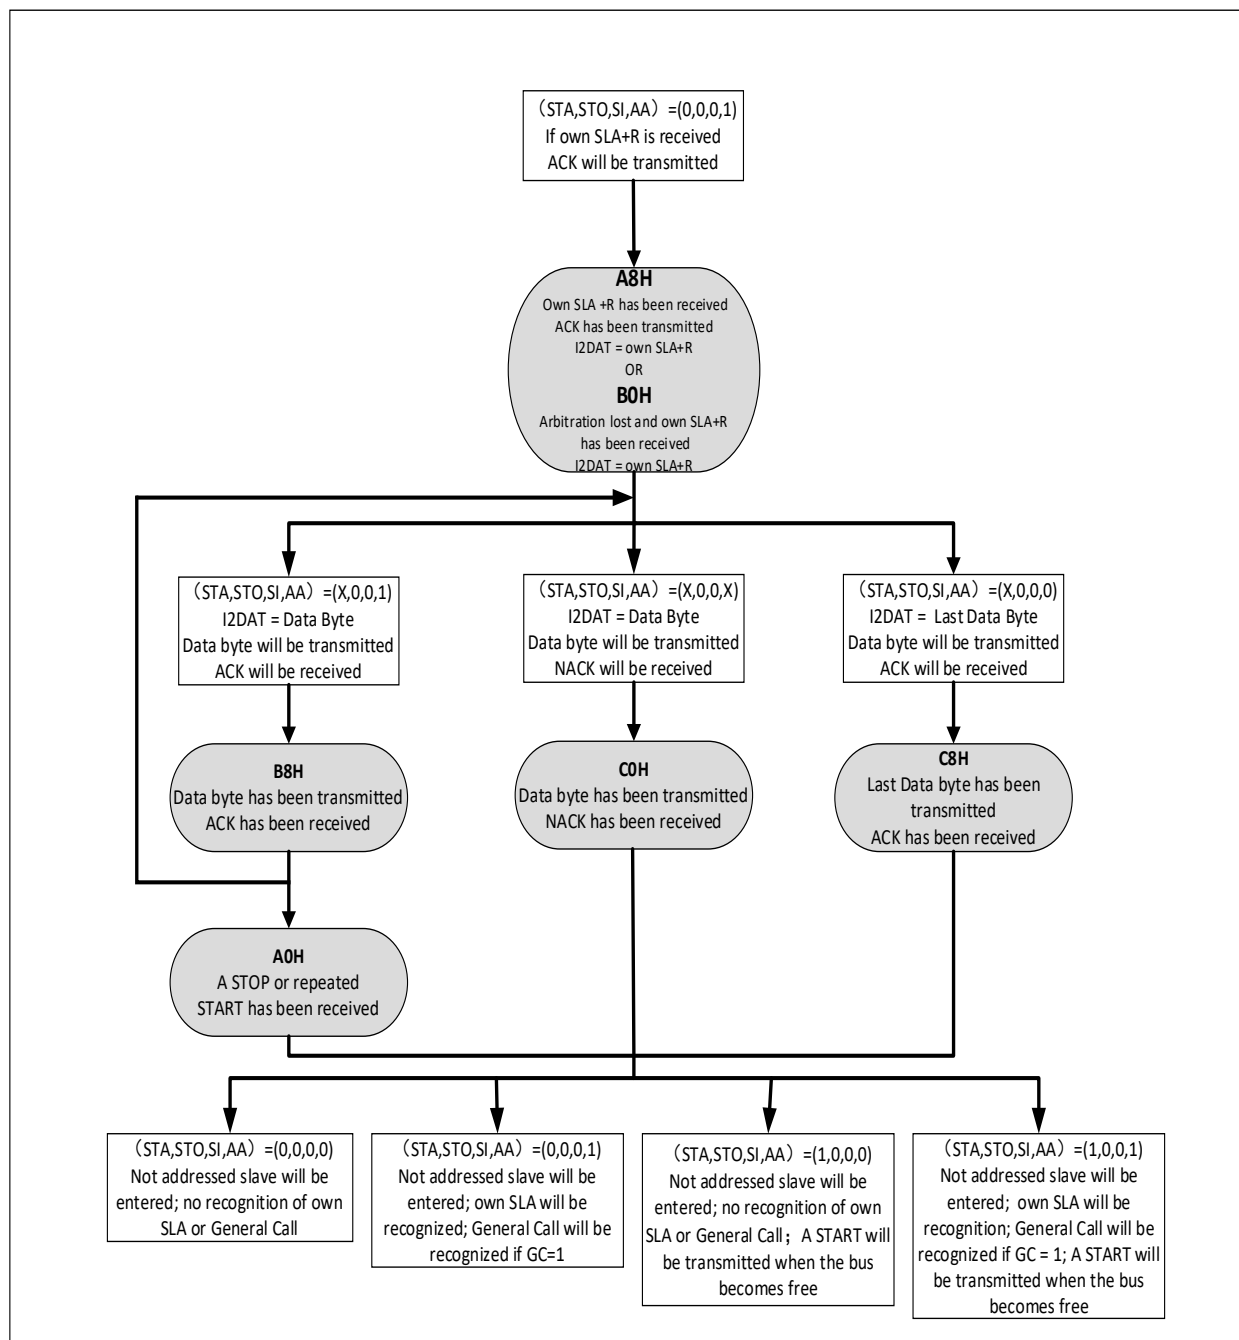 （STA,STO,SI,AA）=(0,0,0,1)
If own SLA+R is received
ACK will be transmitted
A8H
Own SLA +R has been received
ACK has been transmitted
I2DAT = own SLA+R
OR
B0H
Arbitration lost and own SLA+R
has been received
I2DAT = own SLA+R
（STA,STO,SI,AA）=(X,0,0,1)
I2DAT = Data Byte
Data byte will be transmitted
ACK will be received
（STA,STO,SI,AA）=(X,0,0,X)
I2DAT = Data Byte
Data byte will be transmitted
NACK will be received
（STA,STO,SI,AA）=(X,0,0,0)
I2DAT = Last Data Byte
Data byte will be transmitted
ACK will be received
B8H
Data byte has been transmitted
ACK has been received
C0H
Data byte has been transmitted
NACK has been received
C8H
Last Data byte has been
transmitted
ACK has been received
A0H
A STOP or repeated
START has been received
（STA,STO,SI,AA）=(0,0,0,0)
Not addressed slave will be
entered; no recognition of own
SLA or General Call
（STA,STO,SI,AA）=(0,0,0,1)
Not addressed slave will be
entered; own SLA will be
recognized; General Call will be
recognized if GC=1
（STA,STO,SI,AA）=(1,0,0,0)
Not addressed slave will be
entered; no recognition of own
SLA or General Call；A START will
be transmitted when the bus
becomes free
（STA,STO,SI,AA）=(1,0,0,1)
Not addressed slave will be
entered; own SLA will be
recognition; General Call will be
recognized if GC = 1; A START will
be transmitted when the bus
becomes free